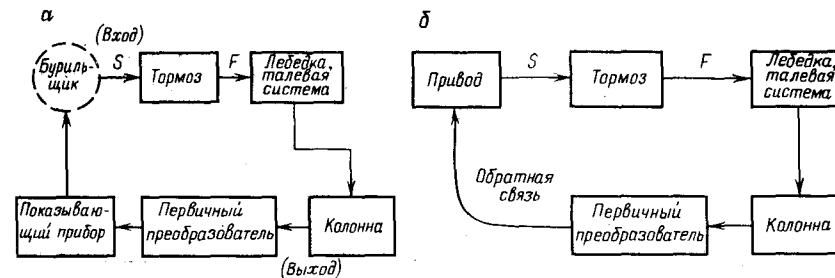 а
(Вход)
Буриль-
щик
S
Тормоз
F
Лебедка,
талевая
система
Показываю-
щий прибор
Первичный
преобразователь
Колонна
(Выход)
б
Привод
S
Тормоз
F
Лебедка,
талевая
система
Обратная
связь
Первичный
преобразователь
Колонна